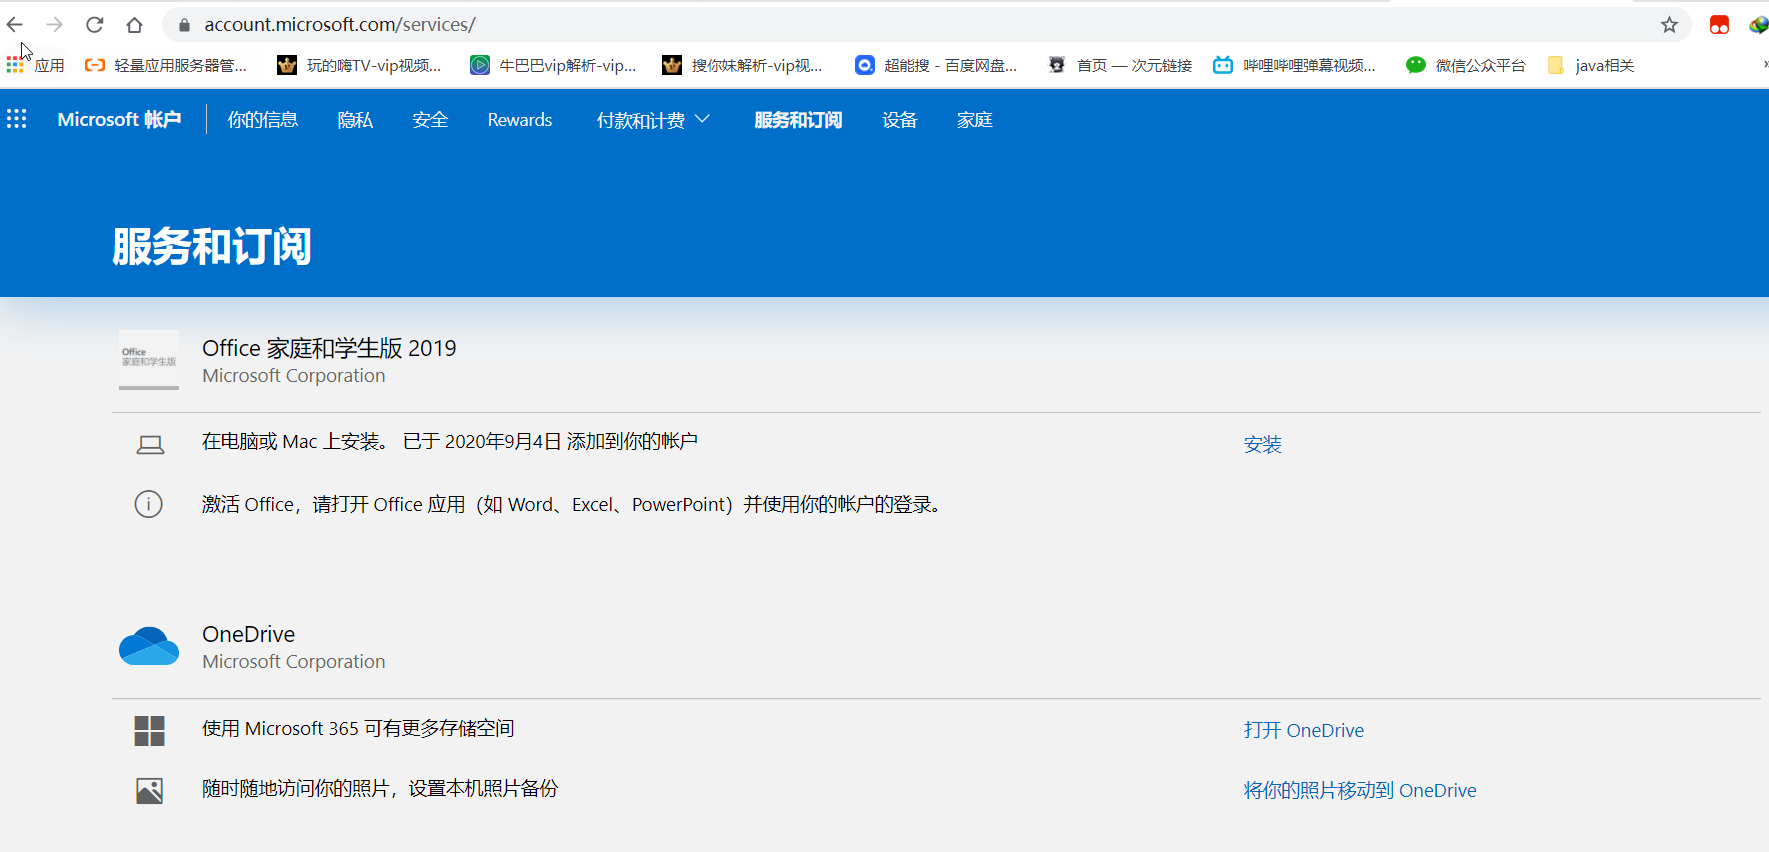 account.microsoft.com/services/
应用 轻量应用服务器管... 玩的嗨TV-vip视频... 牛巴巴vip解析-vip... 搜你妹解析-vip视... 超能搜 - 百度网盘... 首页 — 次元链接 哔哩哔哩弹幕视频... 微信公众平台 java相关 »
Microsoft 帐户 你的信息 隐私 安全 Rewards 付款和计费 服务和订阅 设备 家庭
服务和订阅
Office
家庭和学生版
Office 家庭和学生版 2019
Microsoft Corporation
在电脑或 Mac 上安装。 已于 2020年9月4日 添加到你的帐户 安装
激活 Office，请打开 Office 应用（如 Word、Excel、PowerPoint）并使用你的帐户的登录。
OneDrive
Microsoft Corporation
使用 Microsoft 365 可有更多存储空间 打开 OneDrive
随时随地访问你的照片，设置本机照片备份 将你的照片移动到 OneDrive